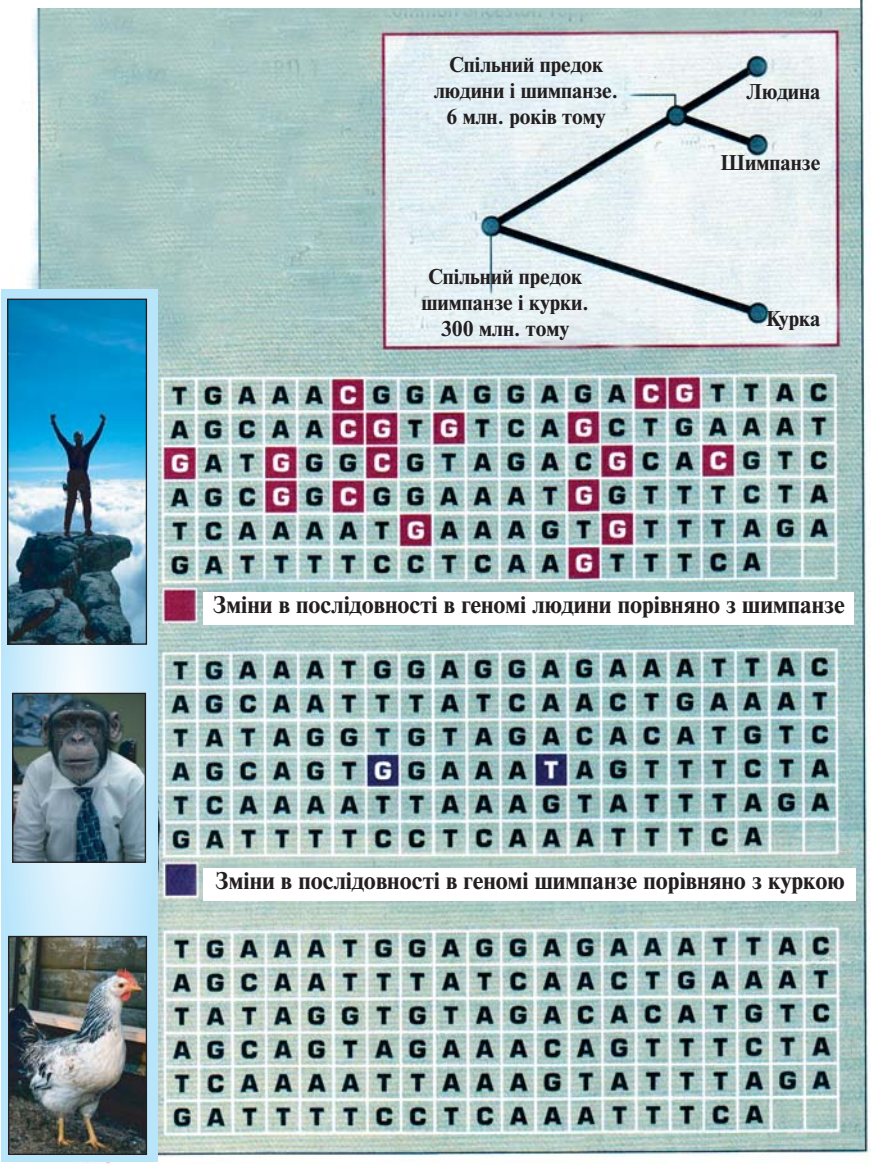 Спільний предок
людини і шимпанзе.
6 млн. років тому
Людина
Шимпанзе
Спільний предок
шимпанзе і курки.
300 млн. тому
Курка
T G A A A C G G A G G A G A C G T T A C
A G C A A C G T G T C A G C T G A A A T
G A T G G G C G T A G A C G C A C G T C
A G C G G C G G A A A T G G T T T C T A
T C A A A A T G A A A G T G T T T A G A
G A T T T T C C T C A A G T T T C A
Зміни в послідовності в геномі людини порівняно з шимпанзе
T G A A A T G G A G G A G A A A T T A C
A G C A A T T T A T C A A C T G A A A T
T A T A G G T G T A G A C A C A T G T C
A G C A G T G G A A A T A G T T T C T A
T C A A A A T T A A A G T A T T T A G A
G A T T T T C C T C A A A T T T C A
Зміни в послідовності в геномі шимпанзе порівняно з куркою
T G A A A T G G A G G A G A A A T T A C
A G C A A T T T A T C A A C T G A A A T
T A T A G G T G T A G A C A C A T G T C
A G C A G T A G A A A C A G T T T C T A
T C A A A A T T A A A G T A T T T A G A
G A T T T T C C T C A A A T T T C A